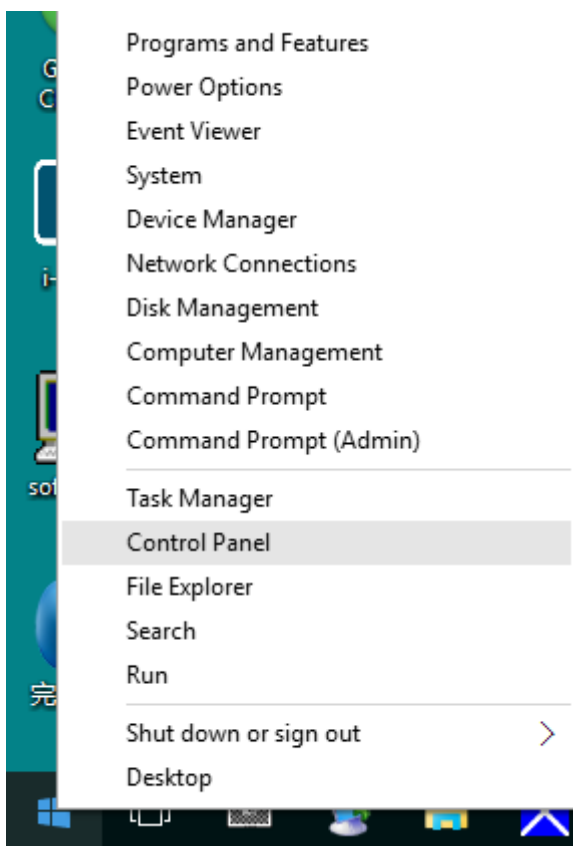 Programs and Features
Power Options
Event Viewer
System
Device Manager
Network Connections
Disk Management
Computer Management
Command Prompt
Command Prompt (Admin)
Task Manager
Control Panel
File Explorer
Search
Run
Shut down or sign out
Desktop